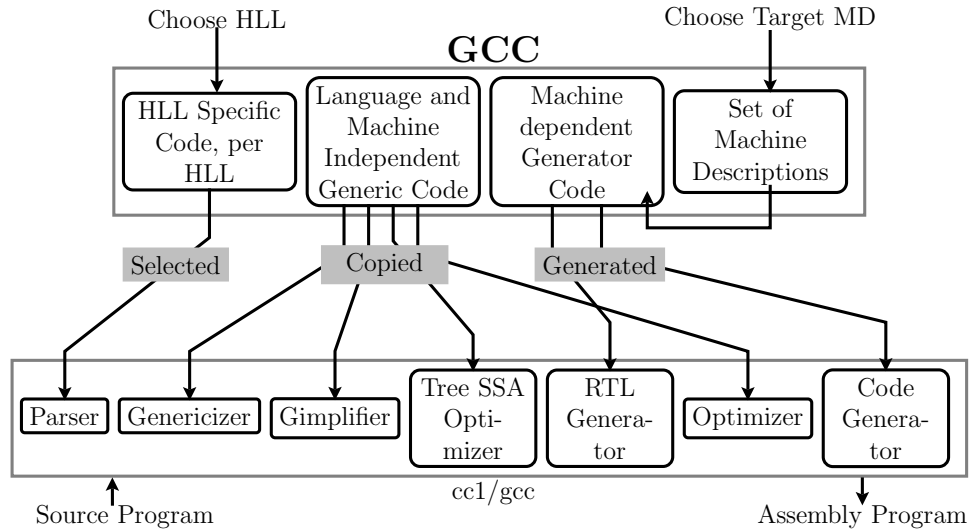 Choose HLL
Choose Target MD
GCC
HLL Specific
Code, per
HLL
Language and
Machine
Independent
Generic Code
Machine
dependent
Generator
Code
Set of
Machine
Descriptions
Selected
Copied
Generated
Parser
Genericizer
Gimplifier
Tree SSA
Opti-
mizer
RTL
Genera-
tor
Optimizer
Code
Genera-
tor
cc1/gcc
Source Program
Assembly Program